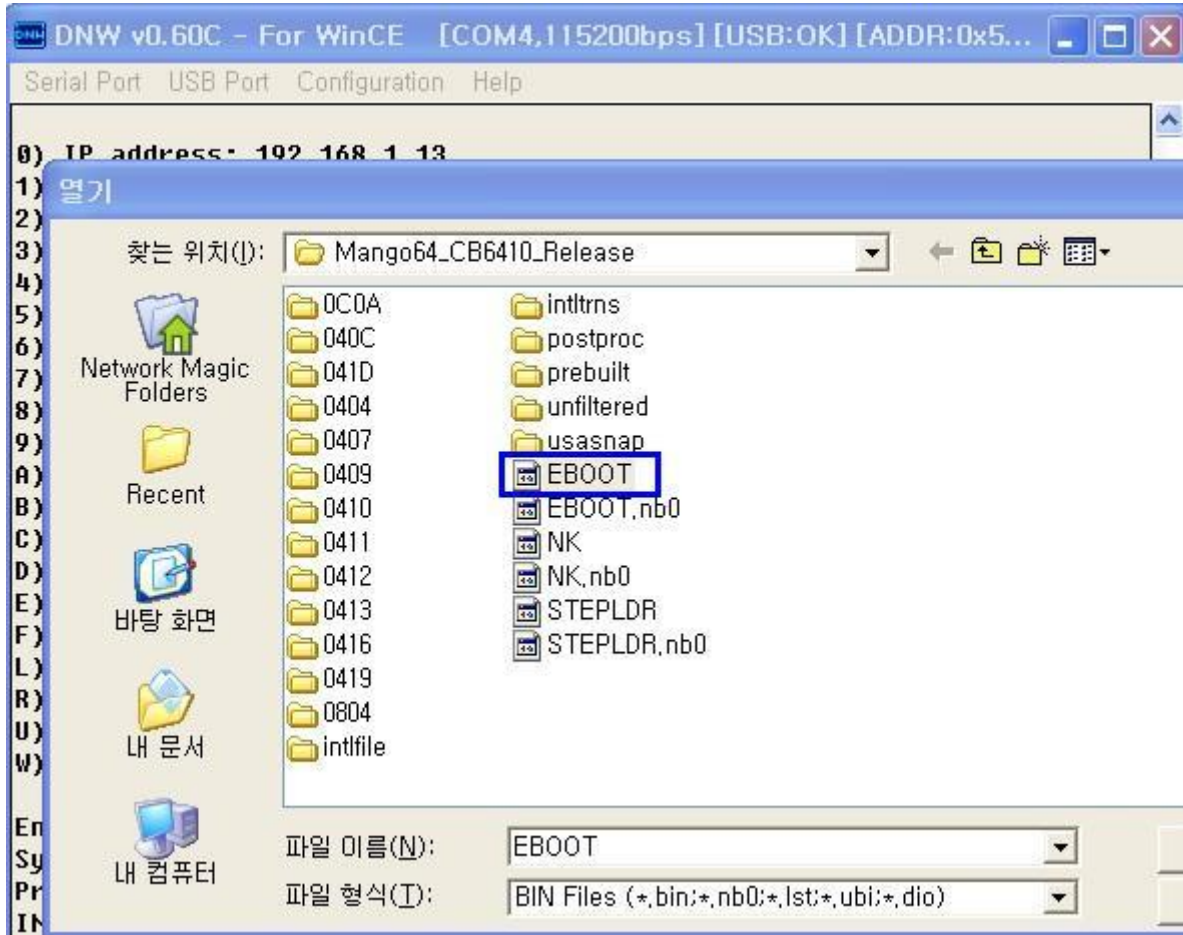 DNW v0.60C - For WinCE [COM4,115200bps] [USB:OK] [ADDR:0x5...
Serial Port USB Port Configuration Help
0) IP address: 192.168.1.13
1)
2)
3)
4)
5)
6)
7)
8)
9)
A)
B)
C)
D)
E)
F)
L)
R)
U)
W)
En
Sy
Pr
IN
열기
찾는 위치(I): Mango64_CB6410_Release
Network Magic
Folders
Recent
바탕 화면
내 문서
내 컴퓨터
0C0A
040C
041D
0404
0407
0409
0410
0411
0412
0413
0416
0419
0804
intlfile
intltrns
postproc
prebuilt
unfiltered
usasnap
EBOOT
EBOOT.nb0
NK
NK.nb0
STEPLDR
STEPLDR.nb0
파일 이름(N): EBOOT
파일 형식(T): BIN Files (*.bin;*.nb0;*.lst;*.ubi;*.dio)